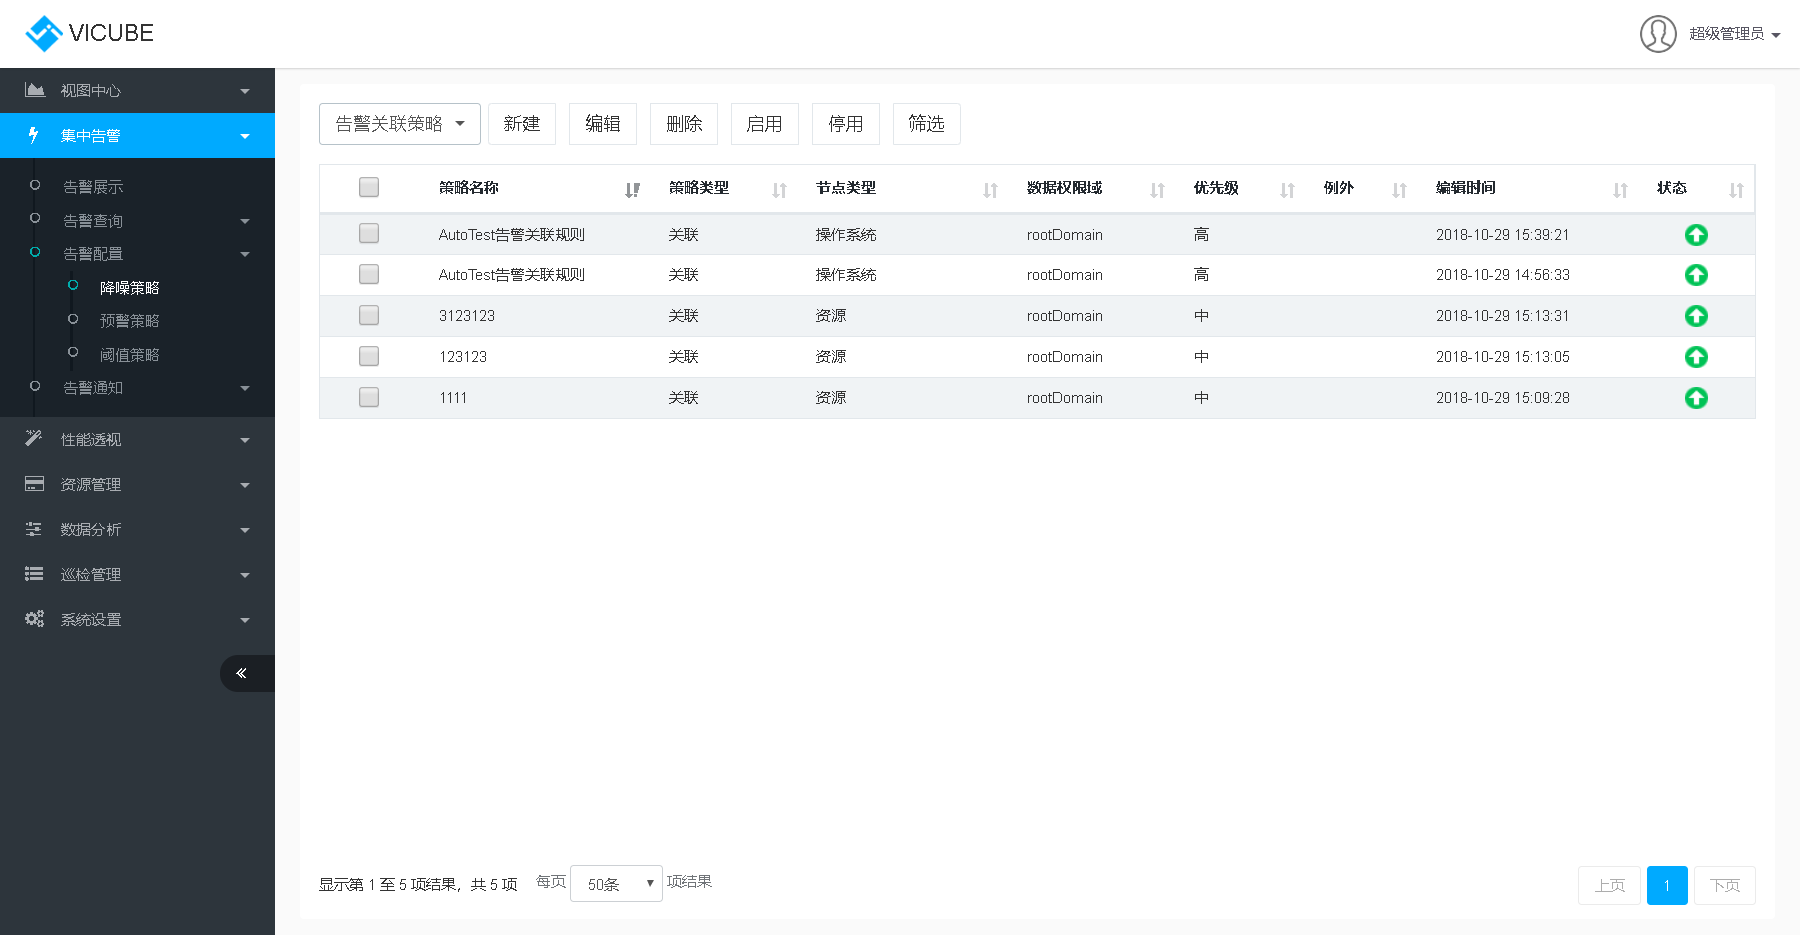 VICUBE
超级管理员
视图中心
集中告警
告警展示
告警查询
告警配置
降噪策略
预警策略
阈值策略
告警通知
性能透视
资源管理
数据分析
巡检管理
系统设置
告警关联策略 新建 编辑 删除 启用 停用 筛选
策略名称 策略类型 节点类型 数据权限域 优先级 例外 编辑时间 状态
AutoTest告警关联规则 关联 操作系统 rootDomain 高 2018-10-29 15:39:21
AutoTest告警关联规则 关联 操作系统 rootDomain 高 2018-10-29 14:56:33
3123123 关联 资源 rootDomain 中 2018-10-29 15:13:31
123123 关联 资源 rootDomain 中 2018-10-29 15:13:05
1111 关联 资源 rootDomain 中 2018-10-29 15:09:28
显示第 1 至 5 项结果，共 5 项 每页 50条 项结果
上页 1 下页